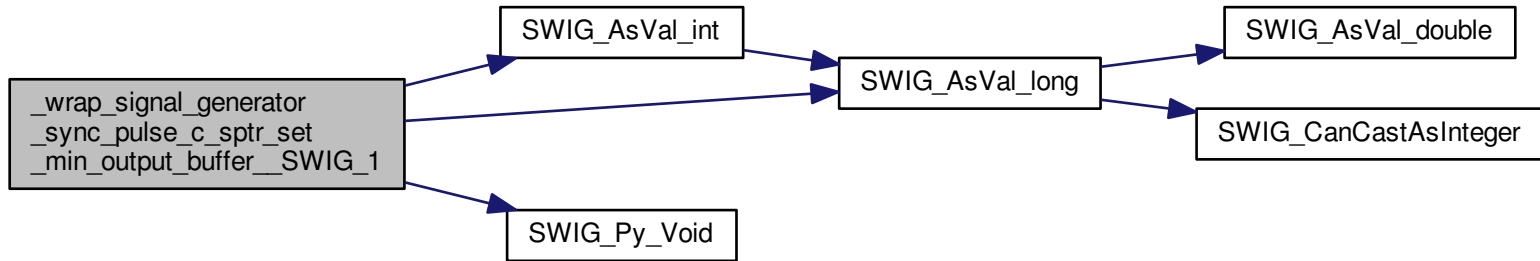 _wrap_signal_generator
_sync_pulse_c_sptr_set
_min_output_buffer__SWIG_1
SWIG_AsVal_int
SWIG_Py_Void
SWIG_AsVal_long
SWIG_AsVal_double
SWIG_CanCastAsInteger